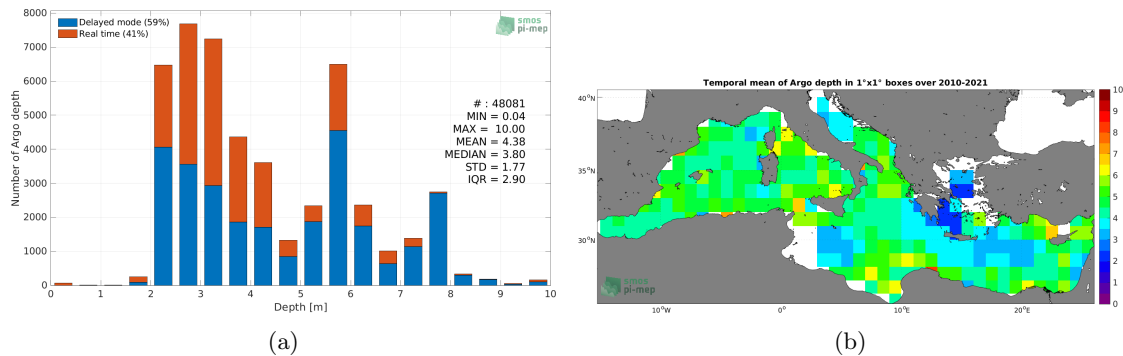 Delayed mode (59%)
Real time (41%)
smos
pi-mep
8000
7000
6000
5000
4000
3000
2000
1000
0
Number of Argo depth
# : 48081
MIN = 0.04
MAX = 10.00
MEAN = 4.38
MEDIAN = 3.80
STD = 1.77
IQR = 2.90
0 1 2 3 4 5 6 7 8 9 10
Depth [m]
(a)
Temporal mean of Argo depth in 1°x1° boxes over 2010-2021
40°N
35°N
30°N
10°W 0° 10°E 20°E
10
9
8
7
6
5
4
3
2
1
0
smos
pi-mep
(b)